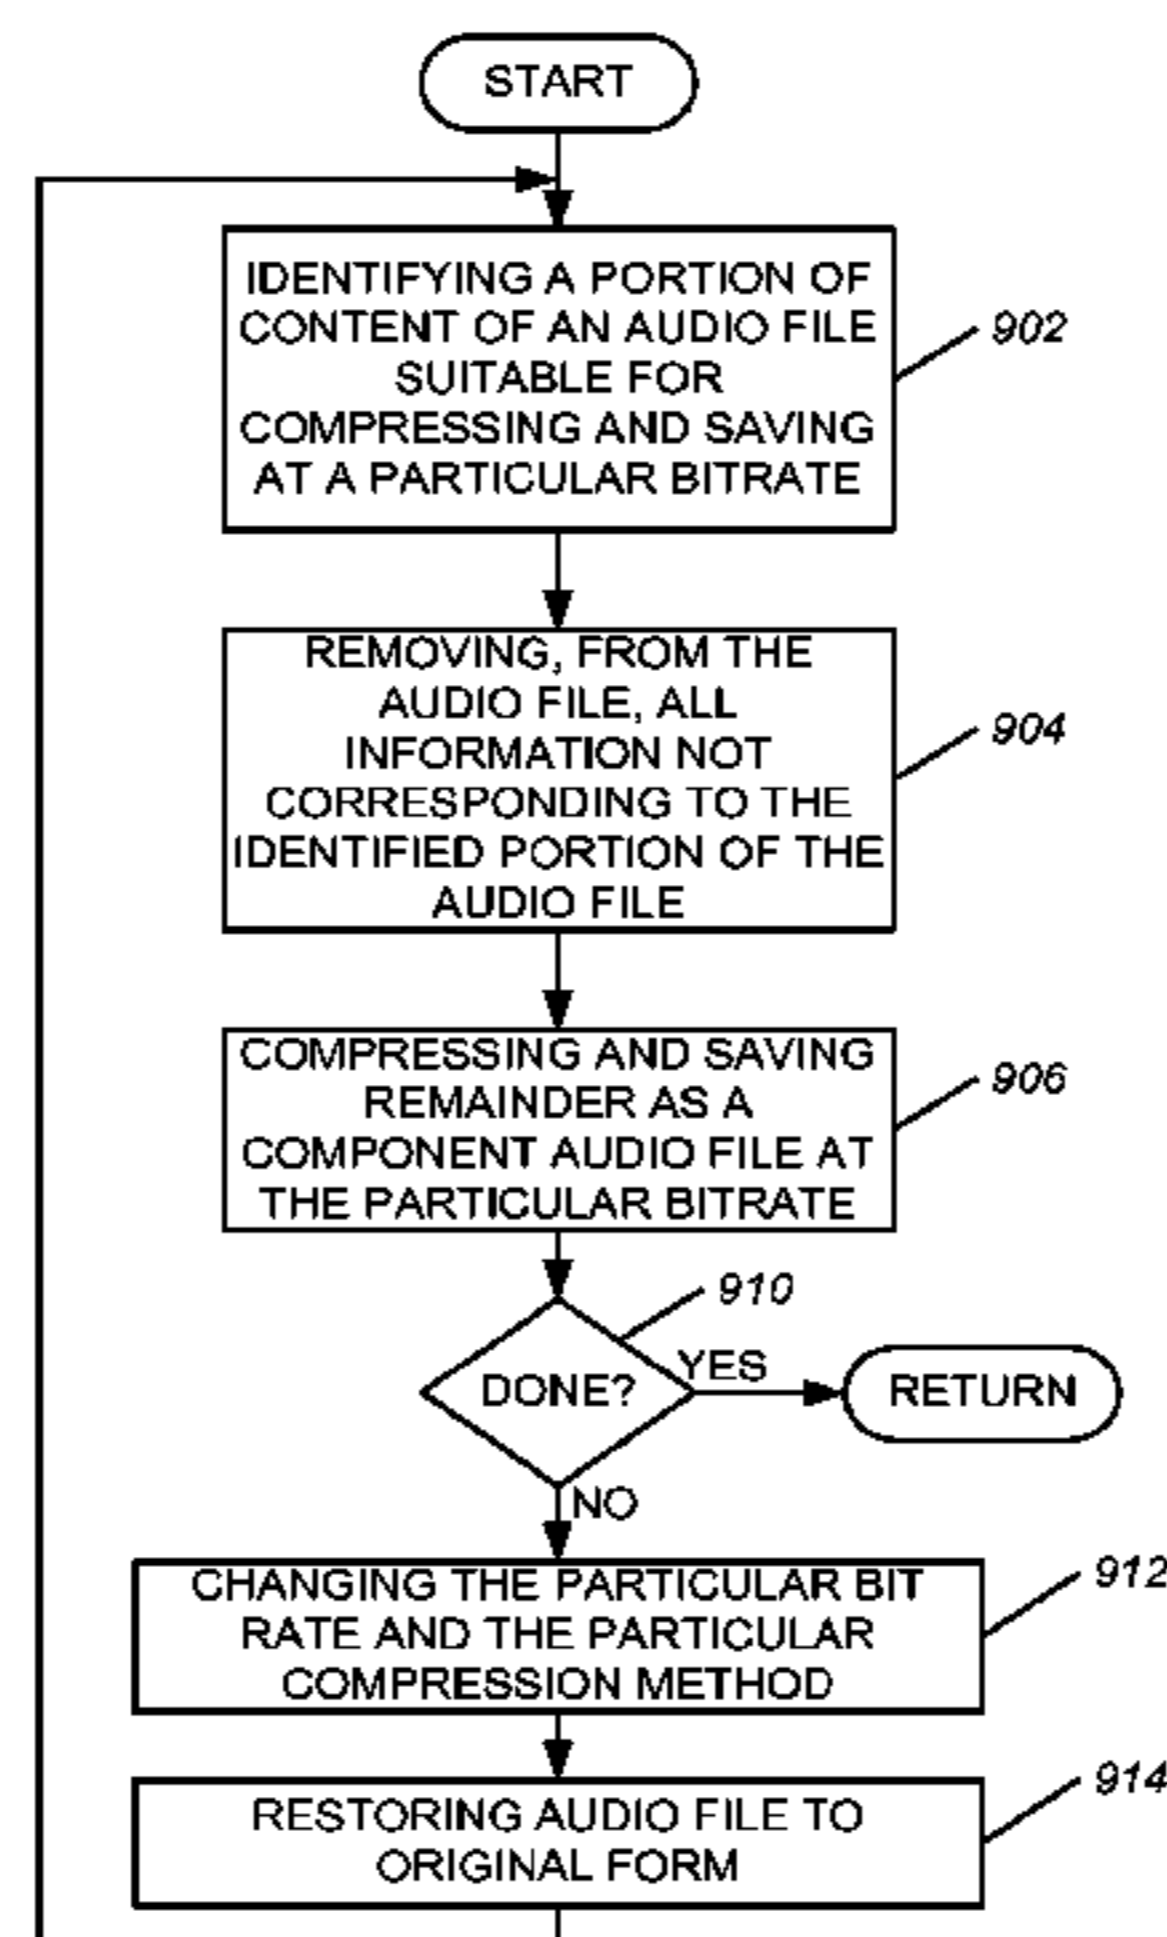 START
IDENTIFYING A PORTION OF
CONTENT OF AN AUDIO FILE
SUITABLE FOR
COMPRESSING AND SAVING
AT A PARTICULAR BITRATE
902
REMOVING, FROM THE
AUDIO FILE, ALL
INFORMATION NOT
CORRESPONDING TO THE
IDENTIFIED PORTION OF THE
AUDIO FILE
904
COMPRESSING AND SAVING
REMAINDER AS A
COMPONENT AUDIO FILE AT
THE PARTICULAR BITRATE
906
910
DONE?
YES
RETURN
NO
CHANGING THE PARTICULAR BIT
RATE AND THE PARTICULAR
COMPRESSION METHOD
912
RESTORING AUDIO FILE TO
ORIGINAL FORM
914